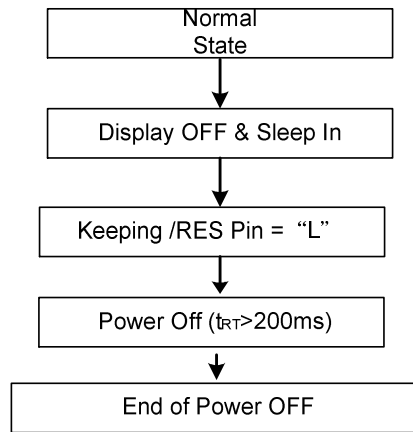 Normal
State
Display OFF & Sleep In
Keeping /RES Pin = “L”
Power Off (tRT>200ms)
End of Power OFF